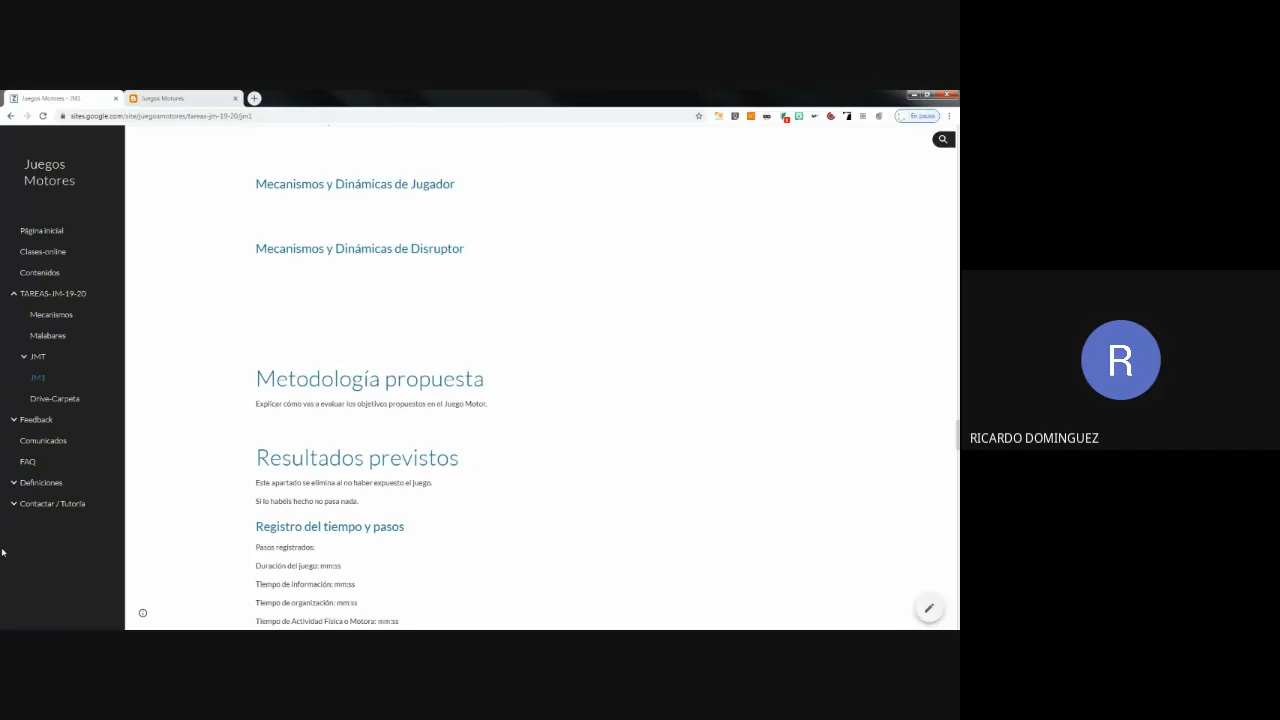 Juegos Motores - JM1
Juegos Motores
sites.google.com/site/juegosmotores/tareas-jm-19-20/jm1
En pausa
Juegos
Motores
Página inicial
Clases-online
Contenidos
TAREAS-JM-19-20
Mecanismos
Malabares
JMT
JM1
Drive-Carpeta
Feedback
Comunicados
FAQ
Definiciones
Contactar / Tutoría
Mecanismos y Dinámicas de Jugador
Mecanismos y Dinámicas de Disruptor
Metodología propuesta
Explicar cómo vas a evaluar los objetivos propuestos en el Juego Motor.
Resultados previstos
Este apartado se elimina al no haber expuesto el juego.
Si lo habéis hecho no pasa nada.
Registro del tiempo y pasos
Pasos registrados:
Duración del juego: mm:ss
Tiempo de información: mm:ss
Tiempo de organización: mm:ss
Tiempo de Actividad Física o Motora: mm:ss
R
RICARDO DOMINGUEZ